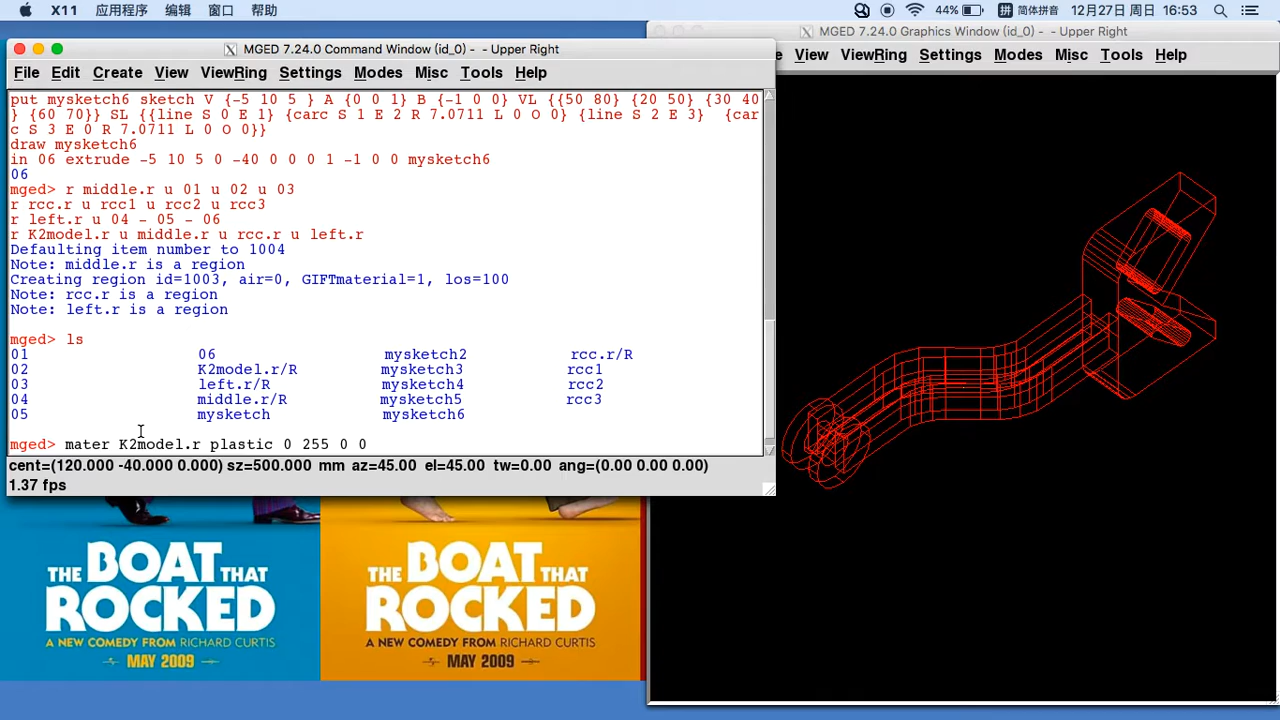 X11 应用程序 编辑 窗口 帮助 44% 拼 简体拼音 12月27日 周日 16:53
MGED 7.24.0 Command Window (id_0) - - Upper Right
File Edit Create View ViewRing Settings Modes Misc Tools Help
put mysketch6 sketch V {-5 10 5 } A {0 0 1} B {-1 0 0} VL {{50 80} {20 50} {30 40
} {60 70}} SL {{line S 0 E 1} {carc S 1 E 2 R 7.0711 L 0 O 0} {line S 2 E 3}  {car
c S 3 E 0 R 7.0711 L 0 O 0}}
draw mysketch6
in 06 extrude -5 10 5 0 -40 0 0 0 1 -1 0 0 mysketch6
06
mged> r middle.r u 01 u 02 u 03
r rcc.r u rcc1 u rcc2 u rcc3
r left.r u 04 - 05 - 06
r K2model.r u middle.r u rcc.r u left.r
Defaulting item number to 1004
Note: middle.r is a region
Creating region id=1003, air=0, GIFTmaterial=1, los=100
Note: rcc.r is a region
Note: left.r is a region
mged> ls
01 06 mysketch2 rcc.r/R
02 K2model.r/R mysketch3 rcc1
03 left.r/R mysketch4 rcc2
04 middle.r/R mysketch5 rcc3
05 mysketch mysketch6
mged> mater K2model.r plastic 0 255 0 0
cent=(120.000 -40.000 0.000) sz=500.000 mm az=45.00 el=45.00 tw=0.00 ang=(0.00 0.00 0.00)
1.37 fps
MGED 7.24.0 Graphics Window (id_0) - - Upper Right
View ViewRing Settings Modes Misc Tools Help
THE BOAT THAT
ROCKED
A NEW COMEDY FROM RICHARD CURTIS
MAY 2009
THE BOAT THAT
ROCKED
A NEW COMEDY FROM RICHARD CURTIS
MAY 2009